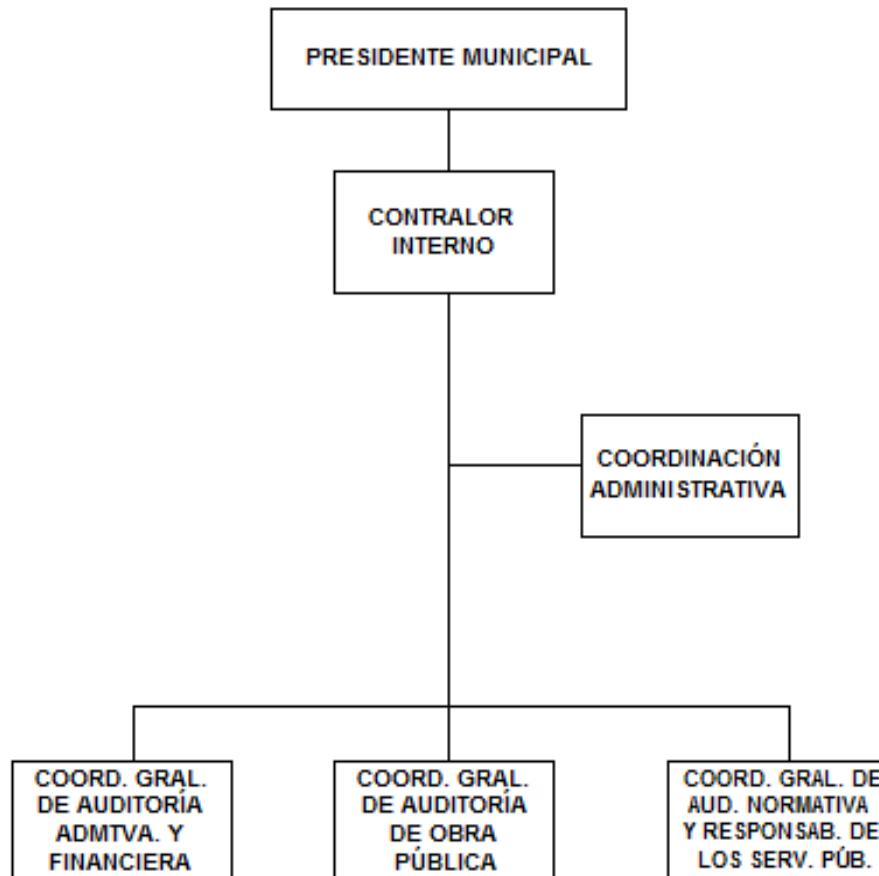 PRESIDENTE MUNICIPAL
CONTRALOR
INTERNO
COORDINACIÓN
ADMINISTRATIVA
COORD. GRAL.
DE AUDITORÍA
ADMTVA. Y
FINANCIERA
COORD. GRAL.
DE AUDITORÍA
DE OBRA
PÚBLICA
COORD. GRAL. DE
AUD. NORMATIVA
Y RESPONSAB. DE
LOS SERV. PÚB.